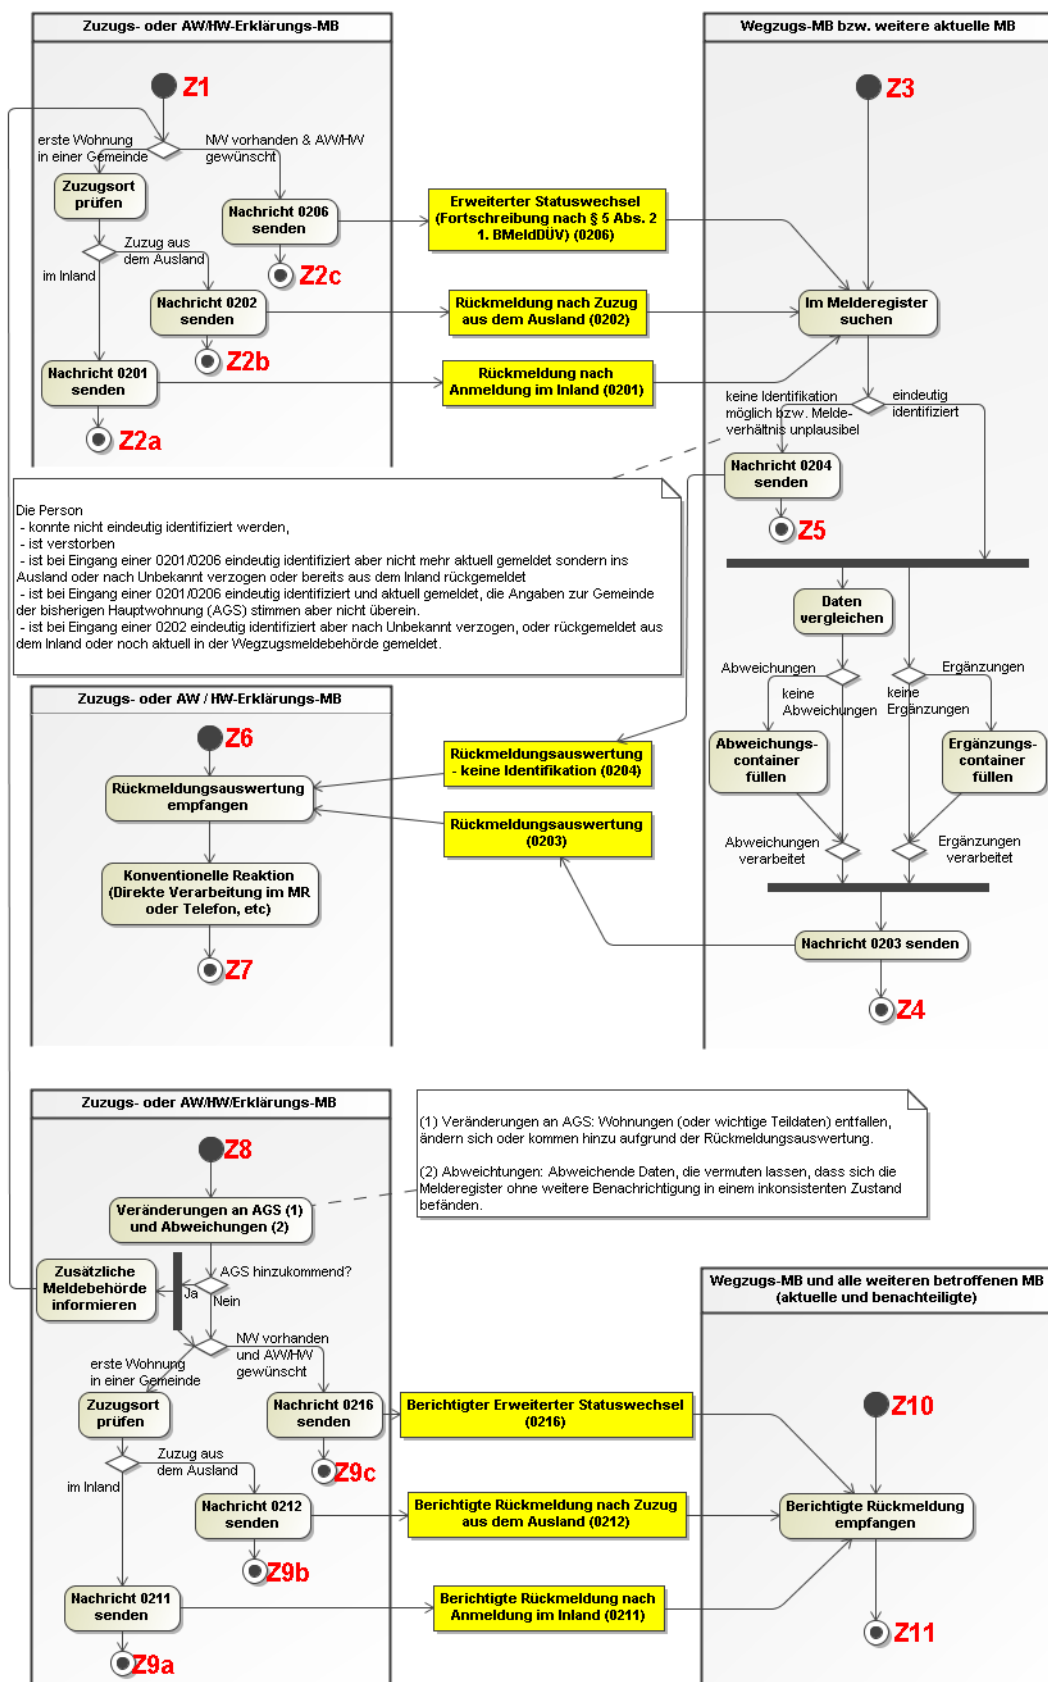 Zuzugs- oder AW/HW-Erklärungs-MB
Z1
erste Wohnung
in einer Gemeinde
NW vorhanden & AW/HW
gewünscht
Zuzugsort
prüfen
Nachricht 0206
senden
Zuzug aus
dem Ausland
im Inland
Z2c
Nachricht 0202
senden
Z2b
Nachricht 0201
senden
Z2a
Erweiterter Statuswechsel
(Fortschreibung nach § 5 Abs. 2
1. BMeldDÜV) (0206)
Rückmeldung nach Zuzug
aus dem Ausland (0202)
Rückmeldung nach
Anmeldung im Inland (0201)
Wegzugs-MB bzw. weitere aktuelle MB
Z3
Im Melderegister
suchen
keine Identifikation
möglich bzw. Melde-
verhältnis unplausibel
eindeutig
identifiziert
Nachricht 0204
senden
Z5
Die Person
- konnte nicht eindeutig identifiziert werden,
- ist verstorben
- ist bei Eingang einer 0201/0206 eindeutig identifiziert aber nicht mehr aktuell gemeldet sondern ins
Ausland oder nach Unbekannt verzogen oder bereits aus dem Inland rückgemeldet
- ist bei Eingang einer 0201/0206 eindeutig identifiziert und aktuell gemeldet, die Angaben zur Gemeinde
der bisherigen Hauptwohnung (AGS) stimmen aber nicht überein.
- ist bei Eingang einer 0202 eindeutig identifiziert aber nach Unbekannt verzogen, oder rückgemeldet aus
dem Inland oder noch aktuell in der Wegzugsmeldebehörde gemeldet.
Daten
vergleichen
Abweichungen
keine
Abweichungen
Ergänzungen
keine
Ergänzungen
Abweichungs-
container
füllen
Ergänzungs-
container
füllen
Abweichungen
verarbeitet
Ergänzungen
verarbeitet
Nachricht 0203 senden
Z4
Zuzugs- oder AW / HW-Erklärungs-MB
Z6
Rückmeldungsauswertung
empfangen
Konventionelle Reaktion
(Direkte Verarbeitung im MR
oder Telefon, etc)
Z7
Rückmeldungsauswertung
- keine Identifikation (0204)
Rückmeldungsauswertung
(0203)
Zuzugs- oder AW/HW/Erklärungs-MB
Z8
Veränderungen an AGS (1)
und Abweichungen (2)
(1) Veränderungen an AGS: Wohnungen (oder wichtige Teildaten) entfallen,
ändern sich oder kommen hinzu aufgrund der Rückmeldungsauswertung.
(2) Abweichtungen: Abweichende Daten, die vermuten lassen, dass sich die
Melderegister ohne weitere Benachrichtigung in einem inkonsistenten Zustand
befänden.
Zusätzliche
Meldebehörde
informieren
AGS hinzukommend?
Ja
Nein
NW vorhanden
und AW/HW
gewünscht
erste Wohnung
in einer Gemeinde
Zuzugsort
prüfen
Nachricht 0216
senden
Zuzug aus
dem Ausland
im Inland
Z9c
Nachricht 0212
senden
Z9b
Nachricht 0211
senden
Z9a
Berichtigter Erweiterter Statuswechsel
(0216)
Berichtigte Rückmeldung nach Zuzug
aus dem Ausland (0212)
Berichtigte Rückmeldung nach
Anmeldung im Inland (0211)
Wegzugs-MB und alle weiteren betroffenen MB
(aktuelle und benachteiligte)
Z10
Berichtigte Rückmeldung
empfangen
Z11